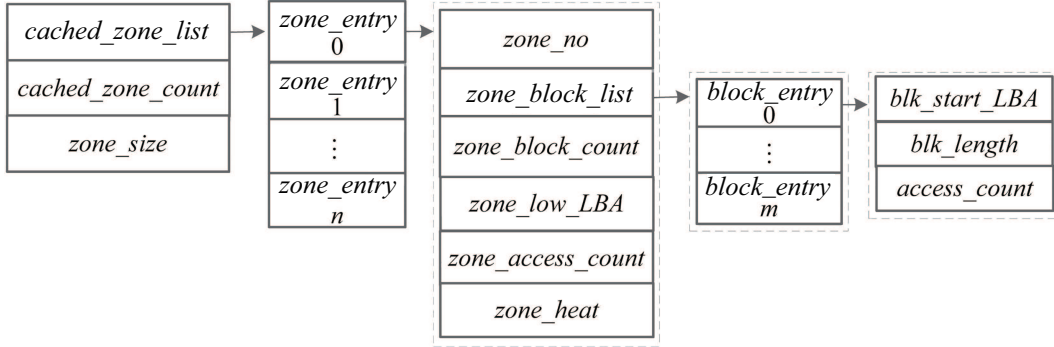 cached_zone_list
cached_zone_count
zone_size
zone_entry
0
zone_entry
1
⋮
zone_entry
n
zone_no
zone_block_list
zone_block_count
zone_low_LBA
zone_access_count
zone_heat
block_entry
0
⋮
block_entry
m
blk_start_LBA
blk_length
access_count